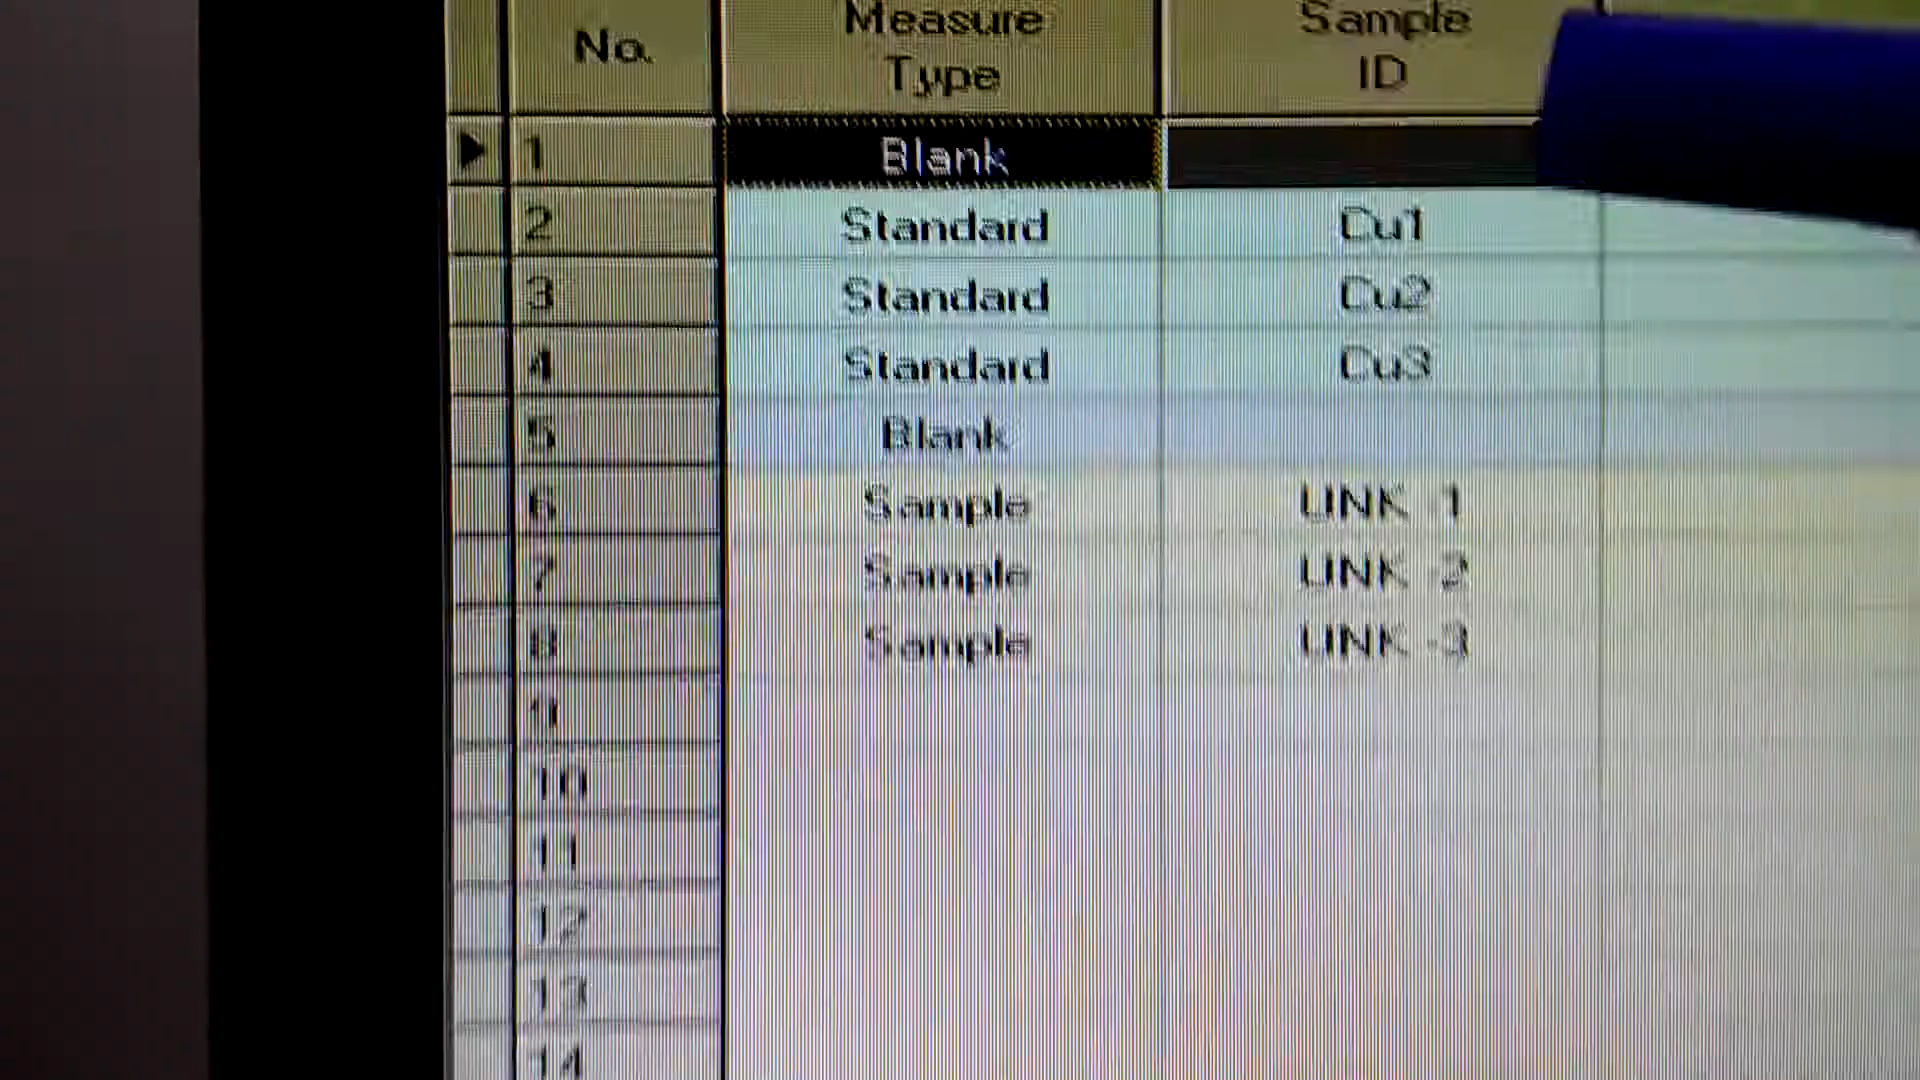 No. Measure Type Sample ID
1 Blank
2 Standard Cu1
3 Standard Cu2
4 Standard Cu3
5 Blank
6 Sample UNK -1
7 Sample UNK -2
8 Sample UNK -3
9
10
11
12
13
14